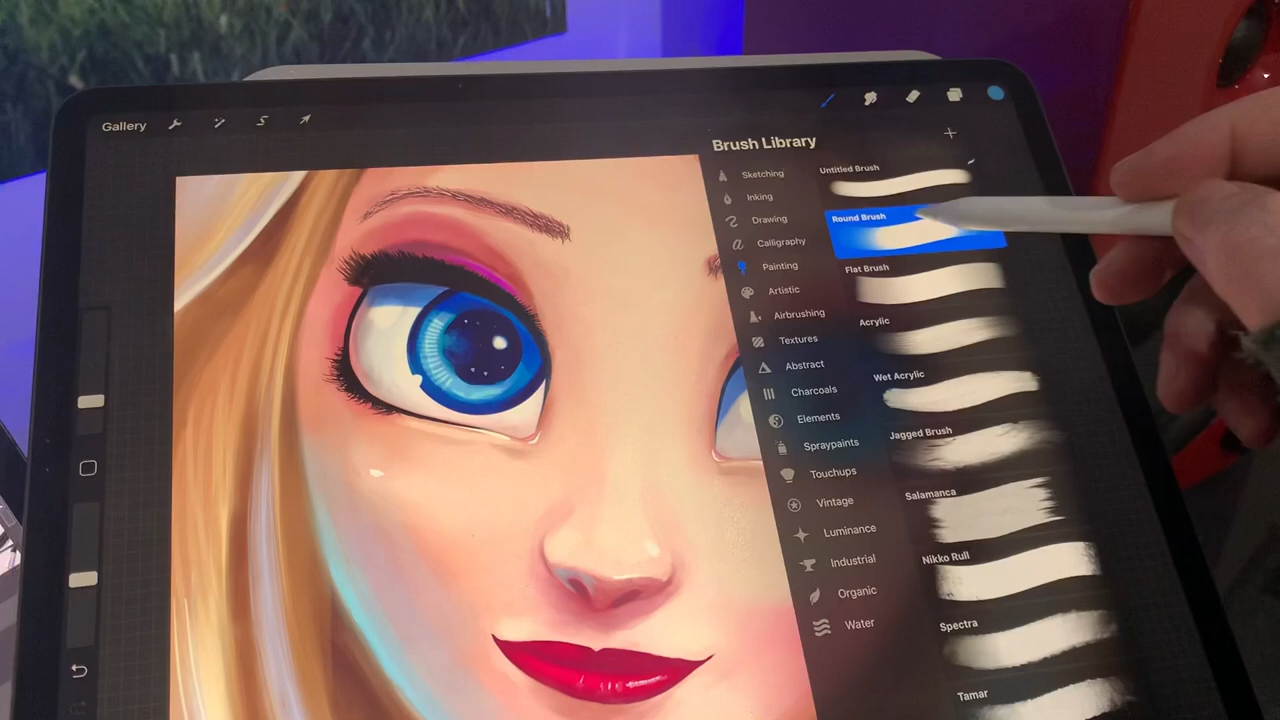 Gallery
Brush Library
Sketching
Inking
Drawing
Calligraphy
Painting
Artistic
Airbrushing
Textures
Abstract
Charcoals
Elements
Spraypaints
Touchups
Vintage
Luminance
Industrial
Organic
Water
Untitled Brush
Round Brush
Flat Brush
Acrylic
Wet Acrylic
Jagged Brush
Salamanca
Nikko Rull
Spectra
Tamar